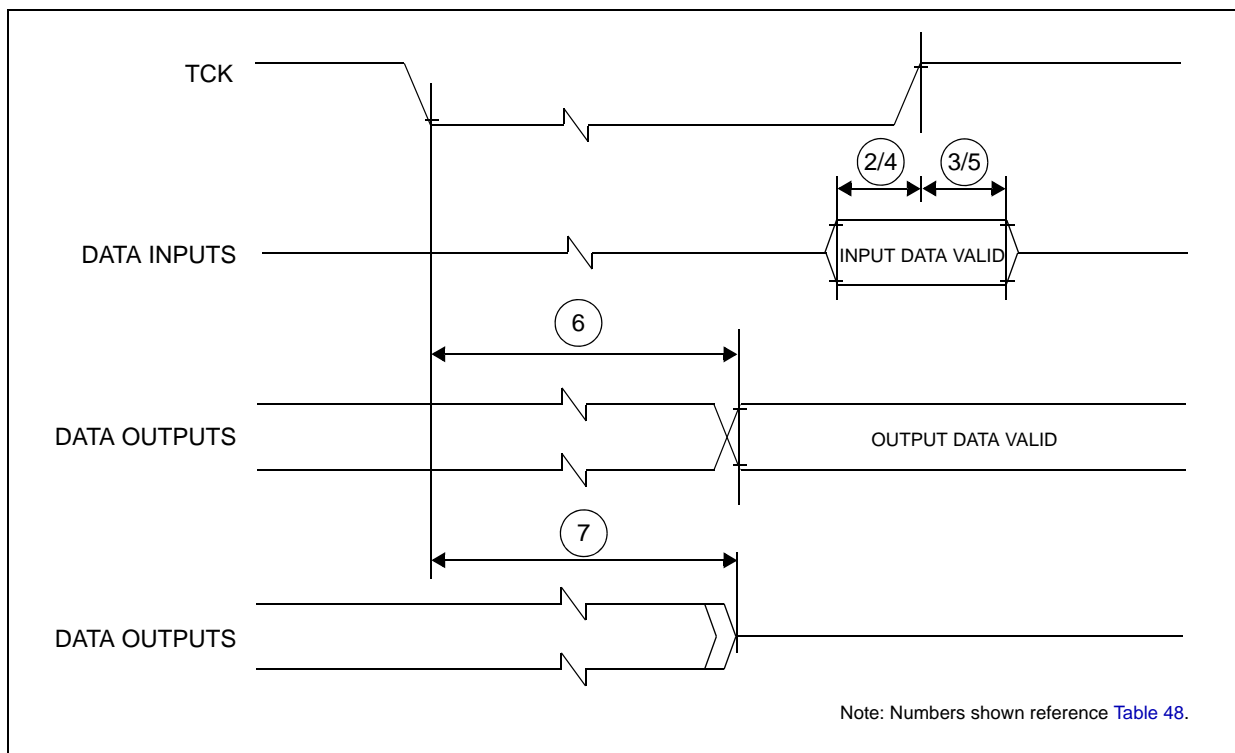 TCK
2/4
3/5
DATA INPUTS
INPUT DATA VALID
6
DATA OUTPUTS
OUTPUT DATA VALID
7
DATA OUTPUTS
Note: Numbers shown reference Table 48.